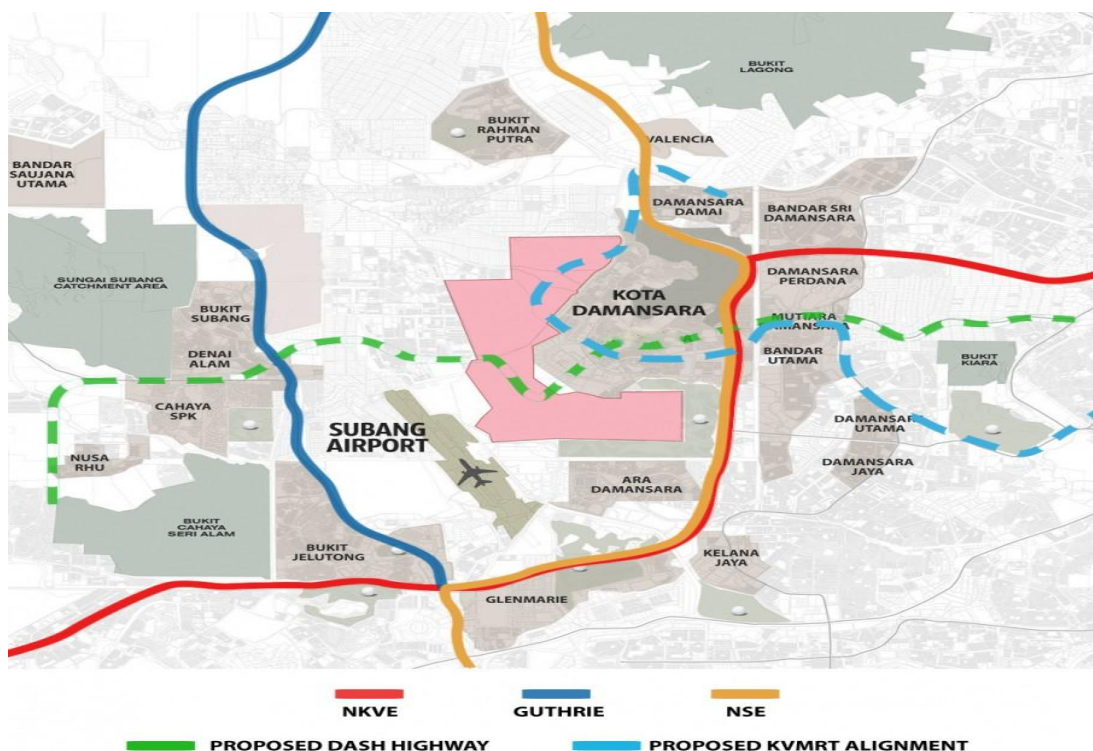 BUKIT
LAGONG
BUKIT
RAHMAN
PUTRA
VALENCIA
BANDAR
SAUJANA
UTAMA
DAMANSARA
DAMAI
BANDAR SRI
DAMANSARA
SUNGAI SUBANG
CATCHMENT AREA
DAMANSARA
PERDANA
KOTA
DAMANSARA
BUKIT
SUBANG
MUTIARA
DAMANSARA
DENAI
ALAM
BANDAR
UTAMA
BUKIT
KIARA
CAHAYA
SPK
SUBANG
AIRPORT
DAMANSARA
UTAMA
NUSA
RHU
DAMANSARA
JAYA
ARA
DAMANSARA
BUKIT
CAHAYA
SERI ALAM
BUKIT
JELUTONG
KELANA
JAYA
GLENMARIE
NKVE
GUTHRIE
NSE
PROPOSED DASH HIGHWAY
PROPOSED KVMRT ALIGNMENT